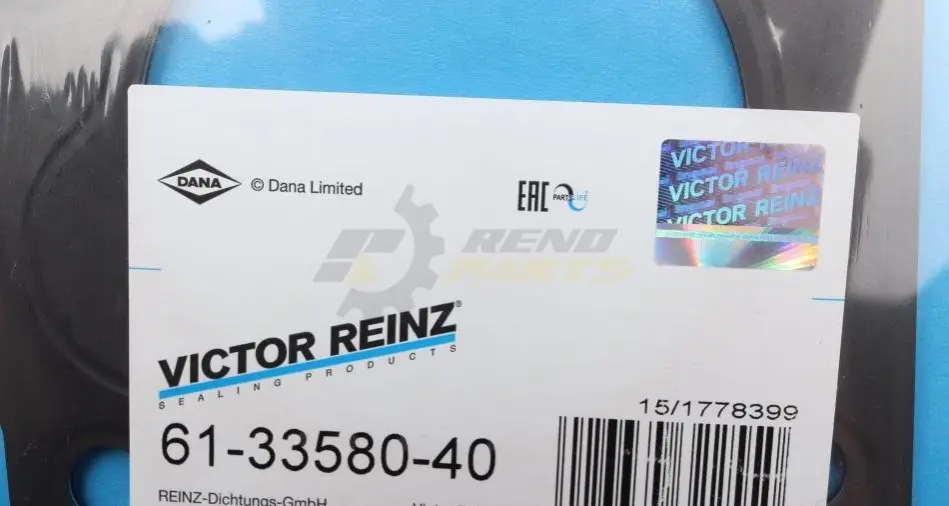 DANA © Dana Limited
EAC PARTSLIFE
VICTOR
Original
VICTOR REINZ
VICTOR REINZ
RENO
PARTS
VICTOR REINZ®
SEALING PRODUCTS
15/1778399
61-33580-40
REINZ-Dichtungs-GmbH